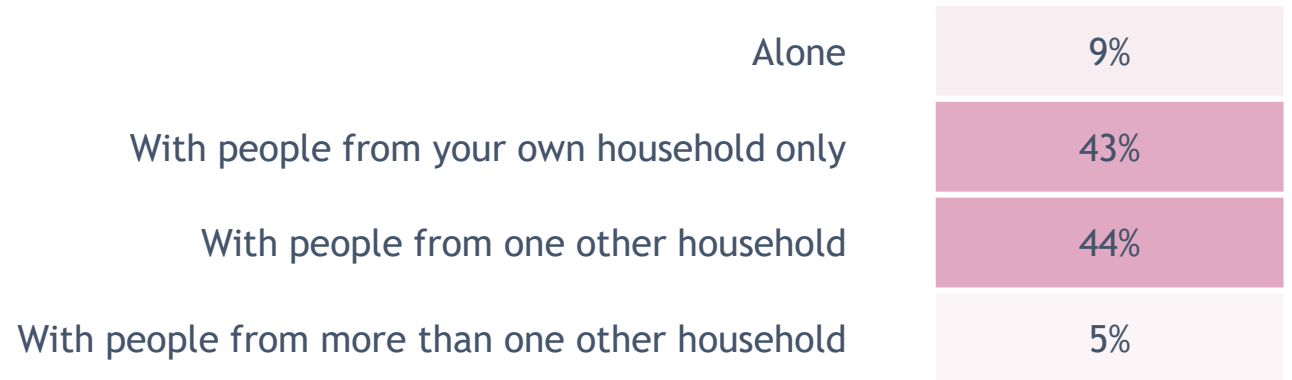 Alone 9%
With people from your own household only 43%
With people from one other household 44%
With people from more than one other household 5%